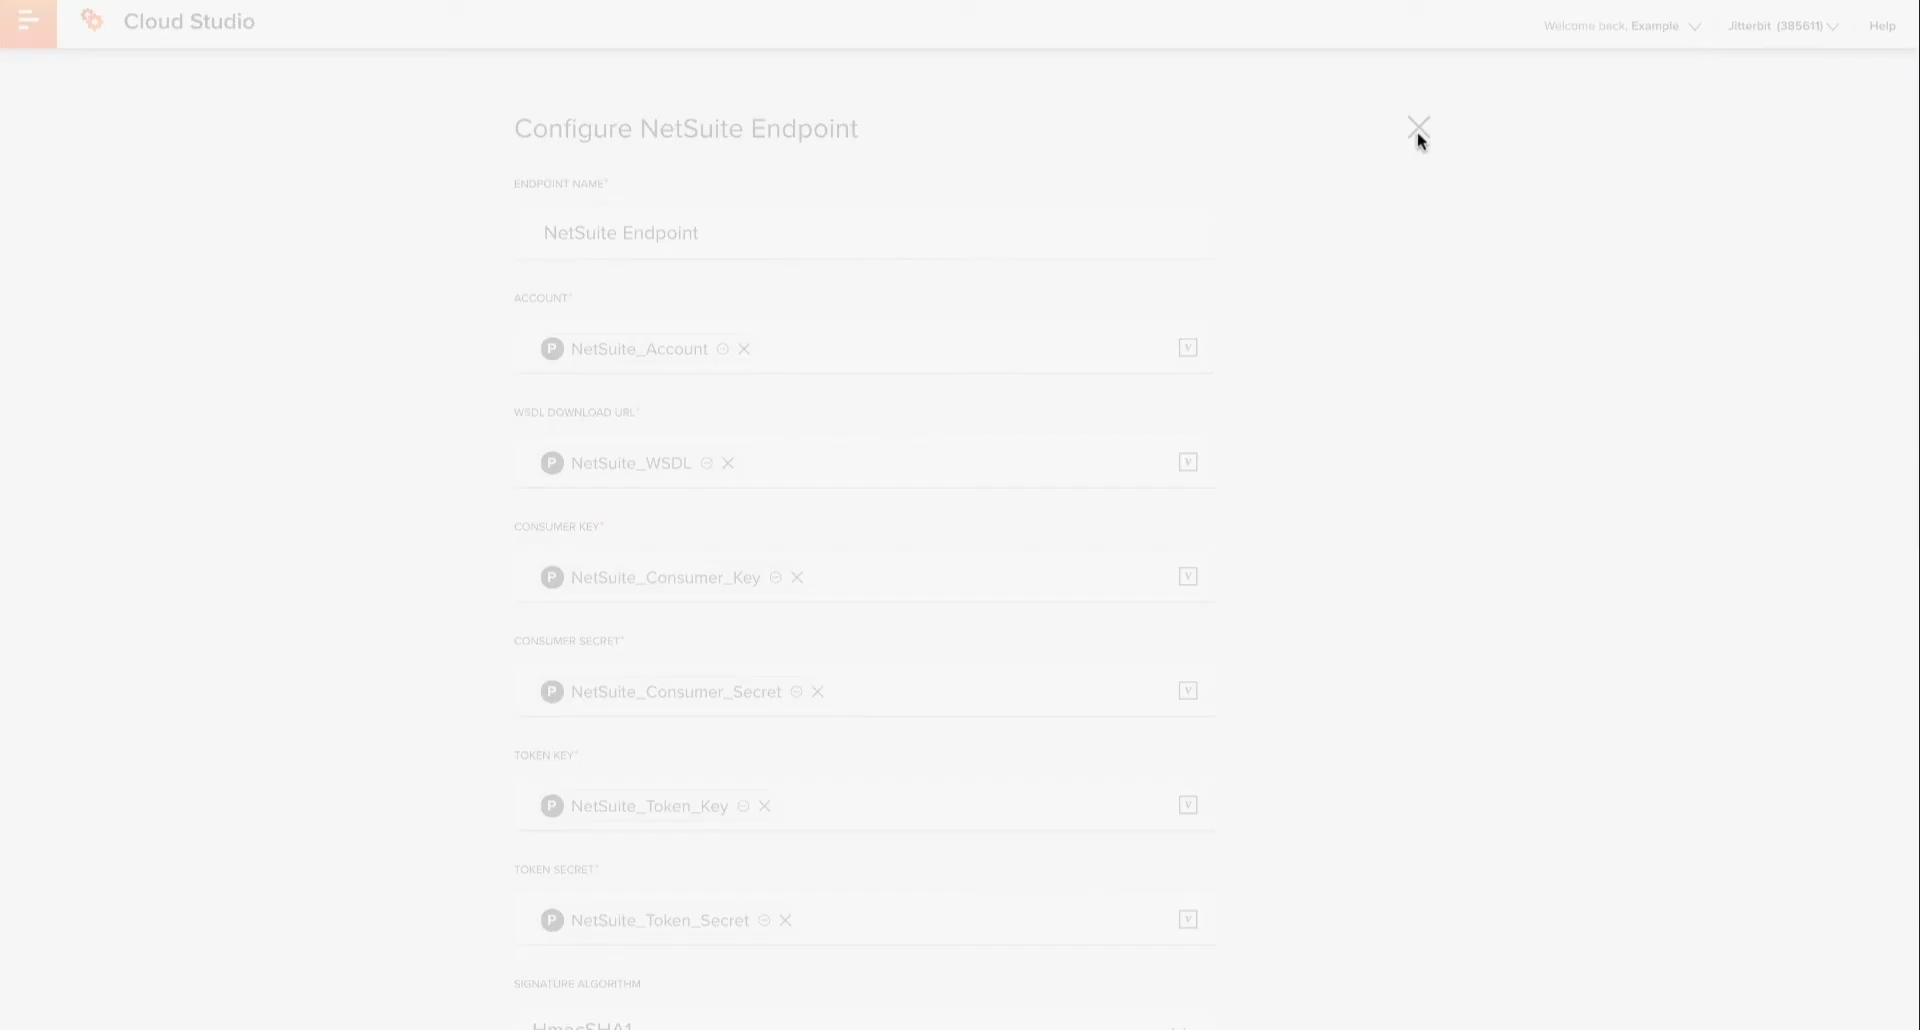 Cloud Studio
Welcome back, Example
Jitterbit (385611)
Help
Configure NetSuite Endpoint
ENDPOINT NAME*
NetSuite Endpoint
ACCOUNT*
P NetSuite_Account
V
WSDL DOWNLOAD URL*
P NetSuite_WSDL
V
CONSUMER KEY*
P NetSuite_Consumer_Key
V
CONSUMER SECRET*
P NetSuite_Consumer_Secret
V
TOKEN KEY*
P NetSuite_Token_Key
V
TOKEN SECRET*
P NetSuite_Token_Secret
V
SIGNATURE ALGORITHM
HmacSHA1